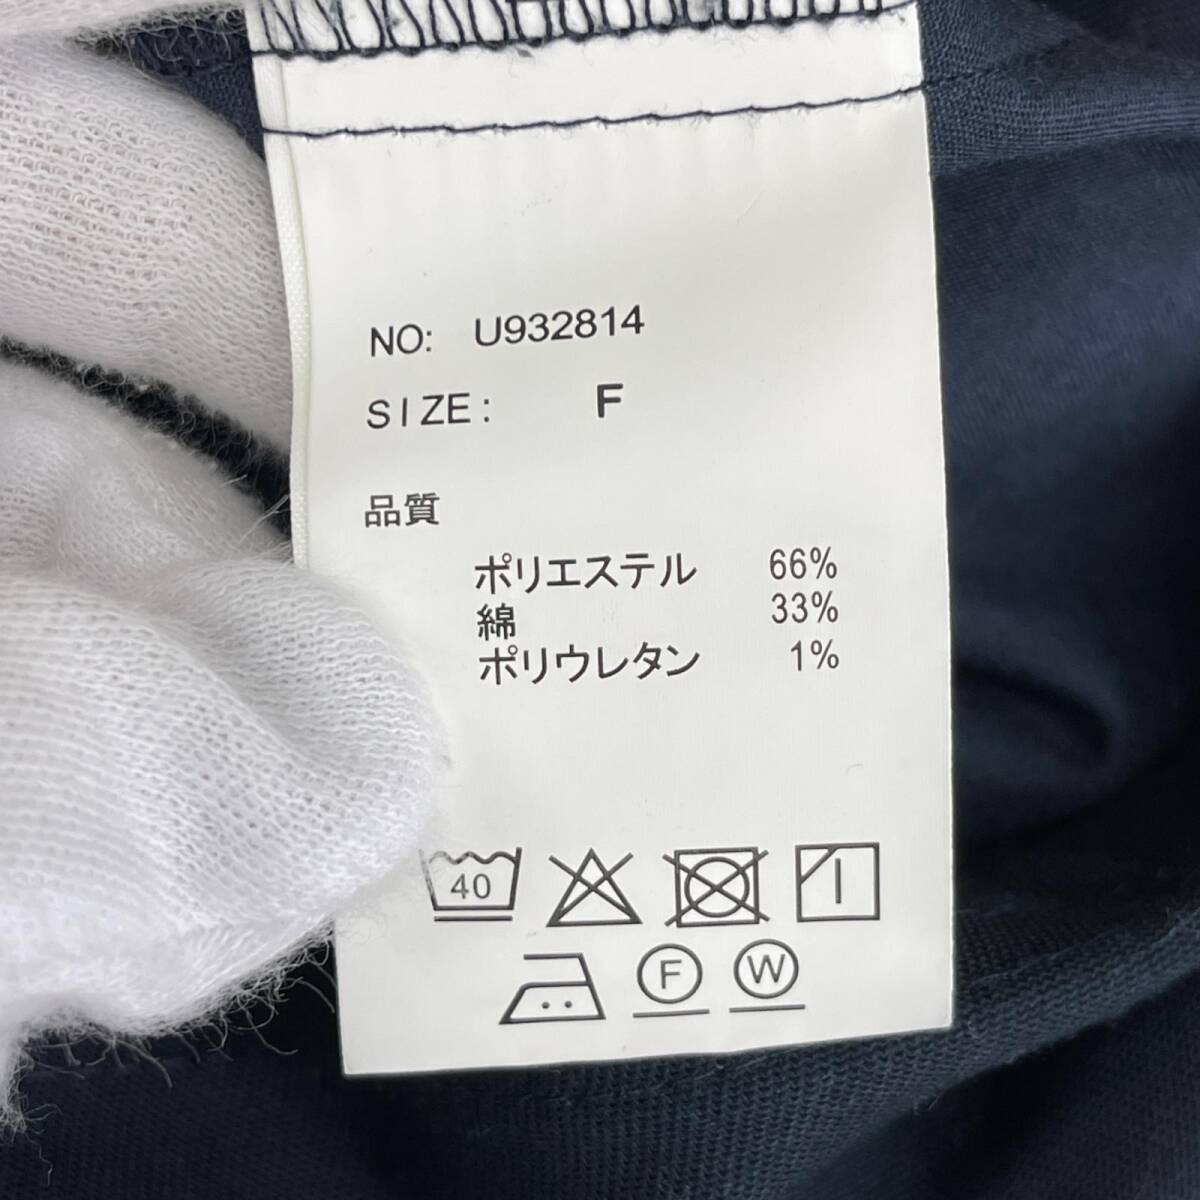 NO: U932814
SIZE: F
品質
ポリエステル 66%
綿 33%
ポリウレタン 1%
40
F W